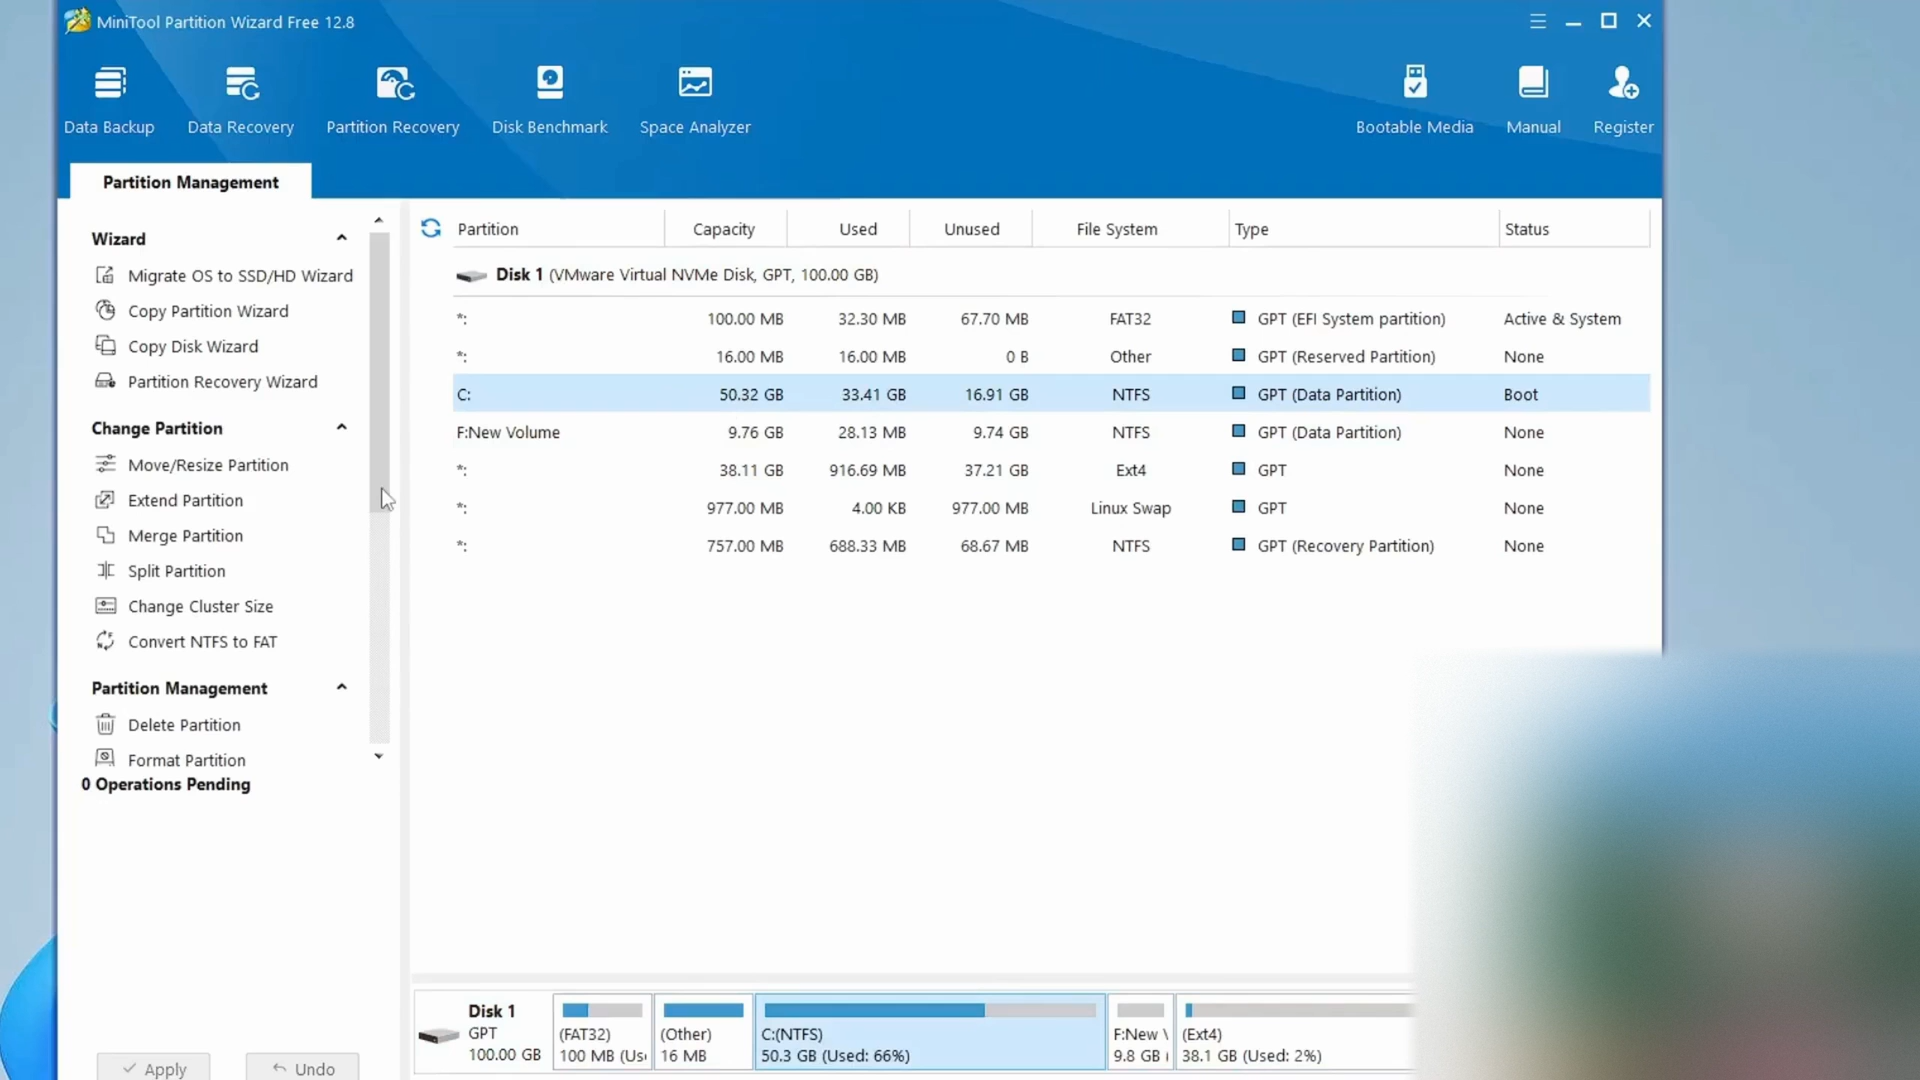 MiniTool Partition Wizard Free 12.8
Data Backup
Data Recovery
Partition Recovery
Disk Benchmark
Space Analyzer
Bootable Media
Manual
Register
Partition Management
Wizard
Migrate OS to SSD/HD Wizard
Copy Partition Wizard
Copy Disk Wizard
Partition Recovery Wizard
Change Partition
Move/Resize Partition
Extend Partition
Merge Partition
Split Partition
Change Cluster Size
Convert NTFS to FAT
Partition Management
Delete Partition
Format Partition
0 Operations Pending
Apply
Undo
Partition Capacity Used Unused File System Type Status
Disk 1 (VMware Virtual NVMe Disk, GPT, 100.00 GB)
*: 100.00 MB 32.30 MB 67.70 MB FAT32 GPT (EFI System partition) Active & System
*: 16.00 MB 16.00 MB 0 B Other GPT (Reserved Partition) None
C: 50.32 GB 33.41 GB 16.91 GB NTFS GPT (Data Partition) Boot
F:New Volume 9.76 GB 28.13 MB 9.74 GB NTFS GPT (Data Partition) None
*: 38.11 GB 916.69 MB 37.21 GB Ext4 GPT None
*: 977.00 MB 4.00 KB 977.00 MB Linux Swap GPT None
*: 757.00 MB 688.33 MB 68.67 MB NTFS GPT (Recovery Partition) None
Disk 1
GPT
100.00 GB
(FAT32)
100 MB (Us
(Other)
16 MB
C:(NTFS)
50.3 GB (Used: 66%)
F:New
9.8 GB
(Ext4)
38.1 GB (Used: 2%)